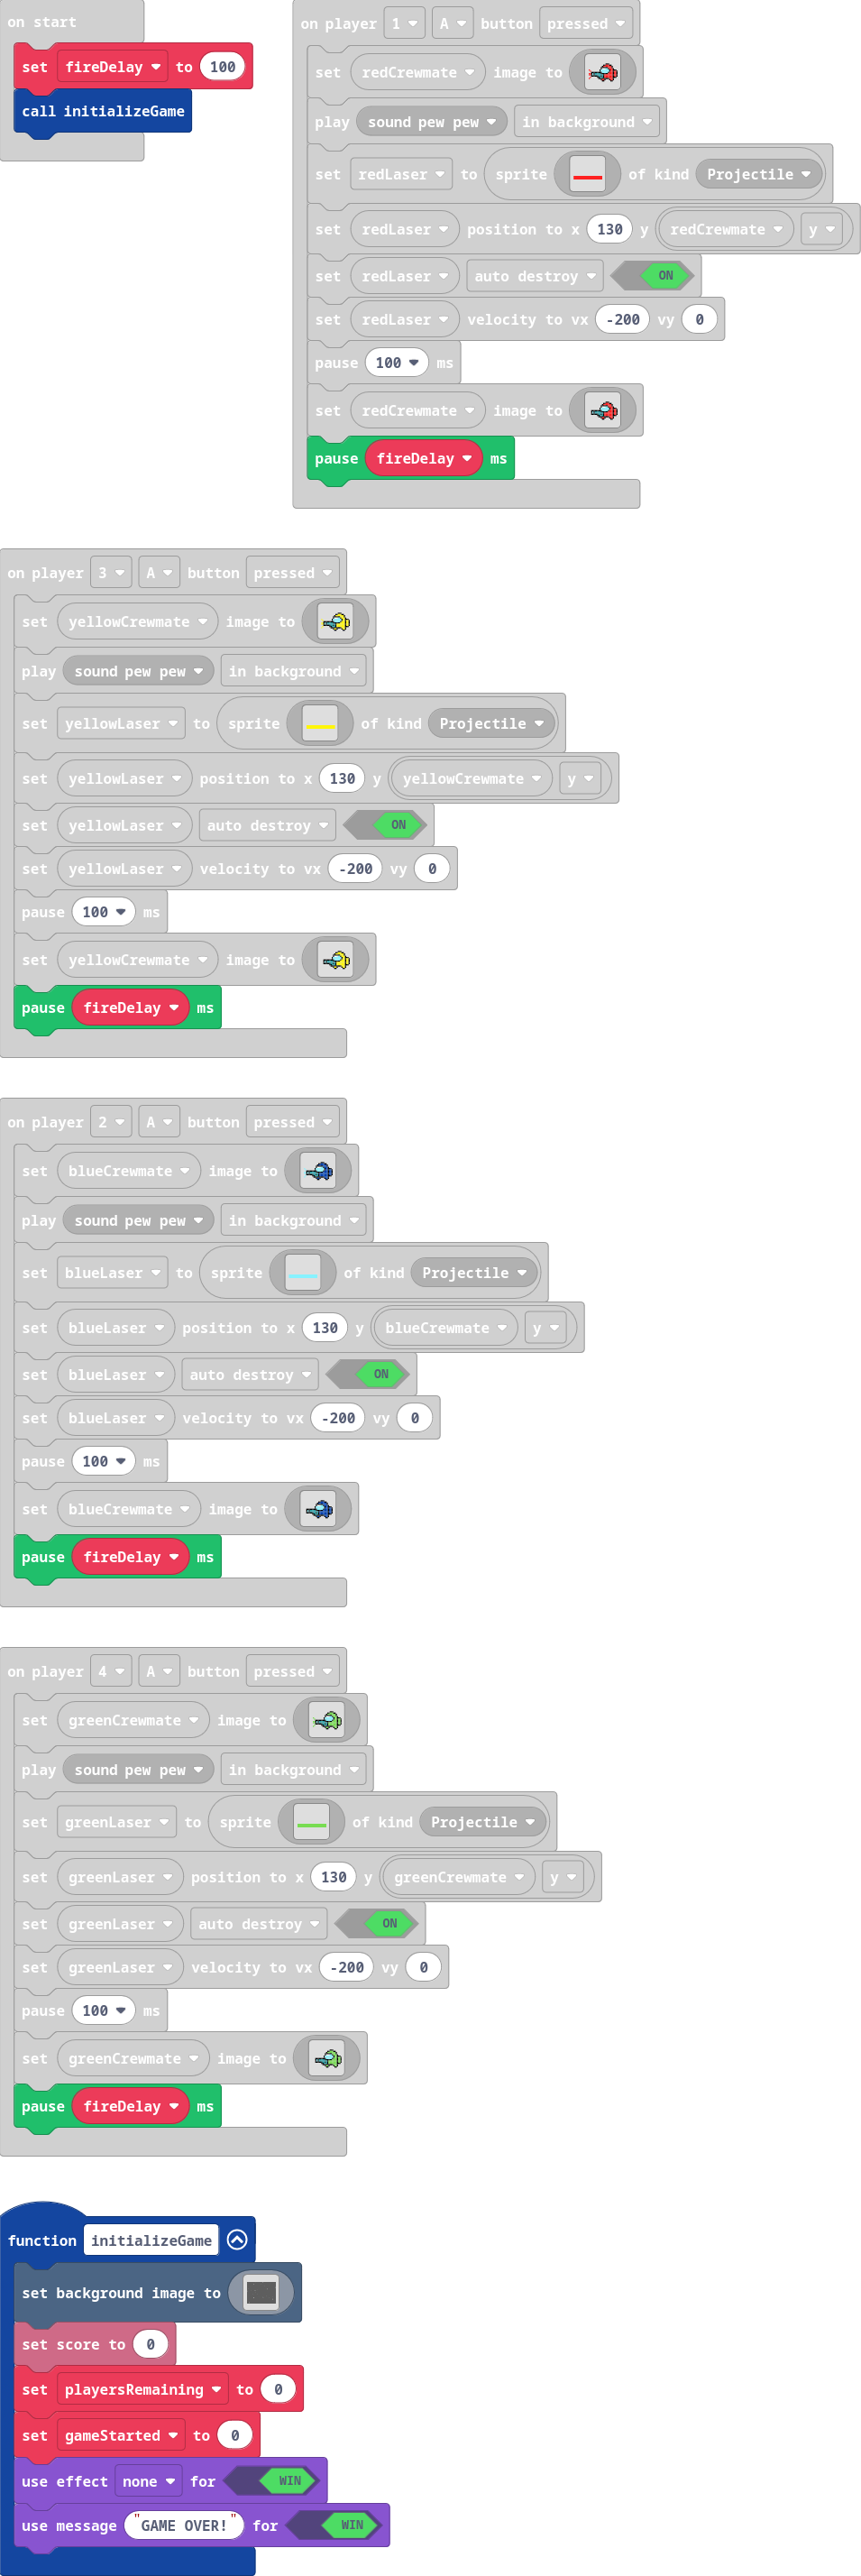 on start
set fireDelay to 100
call initializeGame
on player 1 A button pressed
set redCrewmate image to
play sound pew pew in background
set redLaser to sprite of kind Projectile
set redLaser position to x 130 y redCrewmate y
set redLaser auto destroy ON
set redLaser velocity to vx -200 vy 0
pause 100 ms
set redCrewmate image to
pause fireDelay ms
on player 3 A button pressed
set yellowCrewmate image to
play sound pew pew in background
set yellowLaser to sprite of kind Projectile
set yellowLaser position to x 130 y yellowCrewmate y
set yellowLaser auto destroy ON
set yellowLaser velocity to vx -200 vy 0
pause 100 ms
set yellowCrewmate image to
pause fireDelay ms
on player 2 A button pressed
set blueCrewmate image to
play sound pew pew in background
set blueLaser to sprite of kind Projectile
set blueLaser position to x 130 y blueCrewmate y
set blueLaser auto destroy ON
set blueLaser velocity to vx -200 vy 0
pause 100 ms
set blueCrewmate image to
pause fireDelay ms
on player 4 A button pressed
set greenCrewmate image to
play sound pew pew in background
set greenLaser to sprite of kind Projectile
set greenLaser position to x 130 y greenCrewmate y
set greenLaser auto destroy ON
set greenLaser velocity to vx -200 vy 0
pause 100 ms
set greenCrewmate image to
pause fireDelay ms
function initializeGame
set background image to
set score to 0
set playersRemaining to 0
set gameStarted to 0
use effect none for WIN
use message "GAME OVER!" for WIN